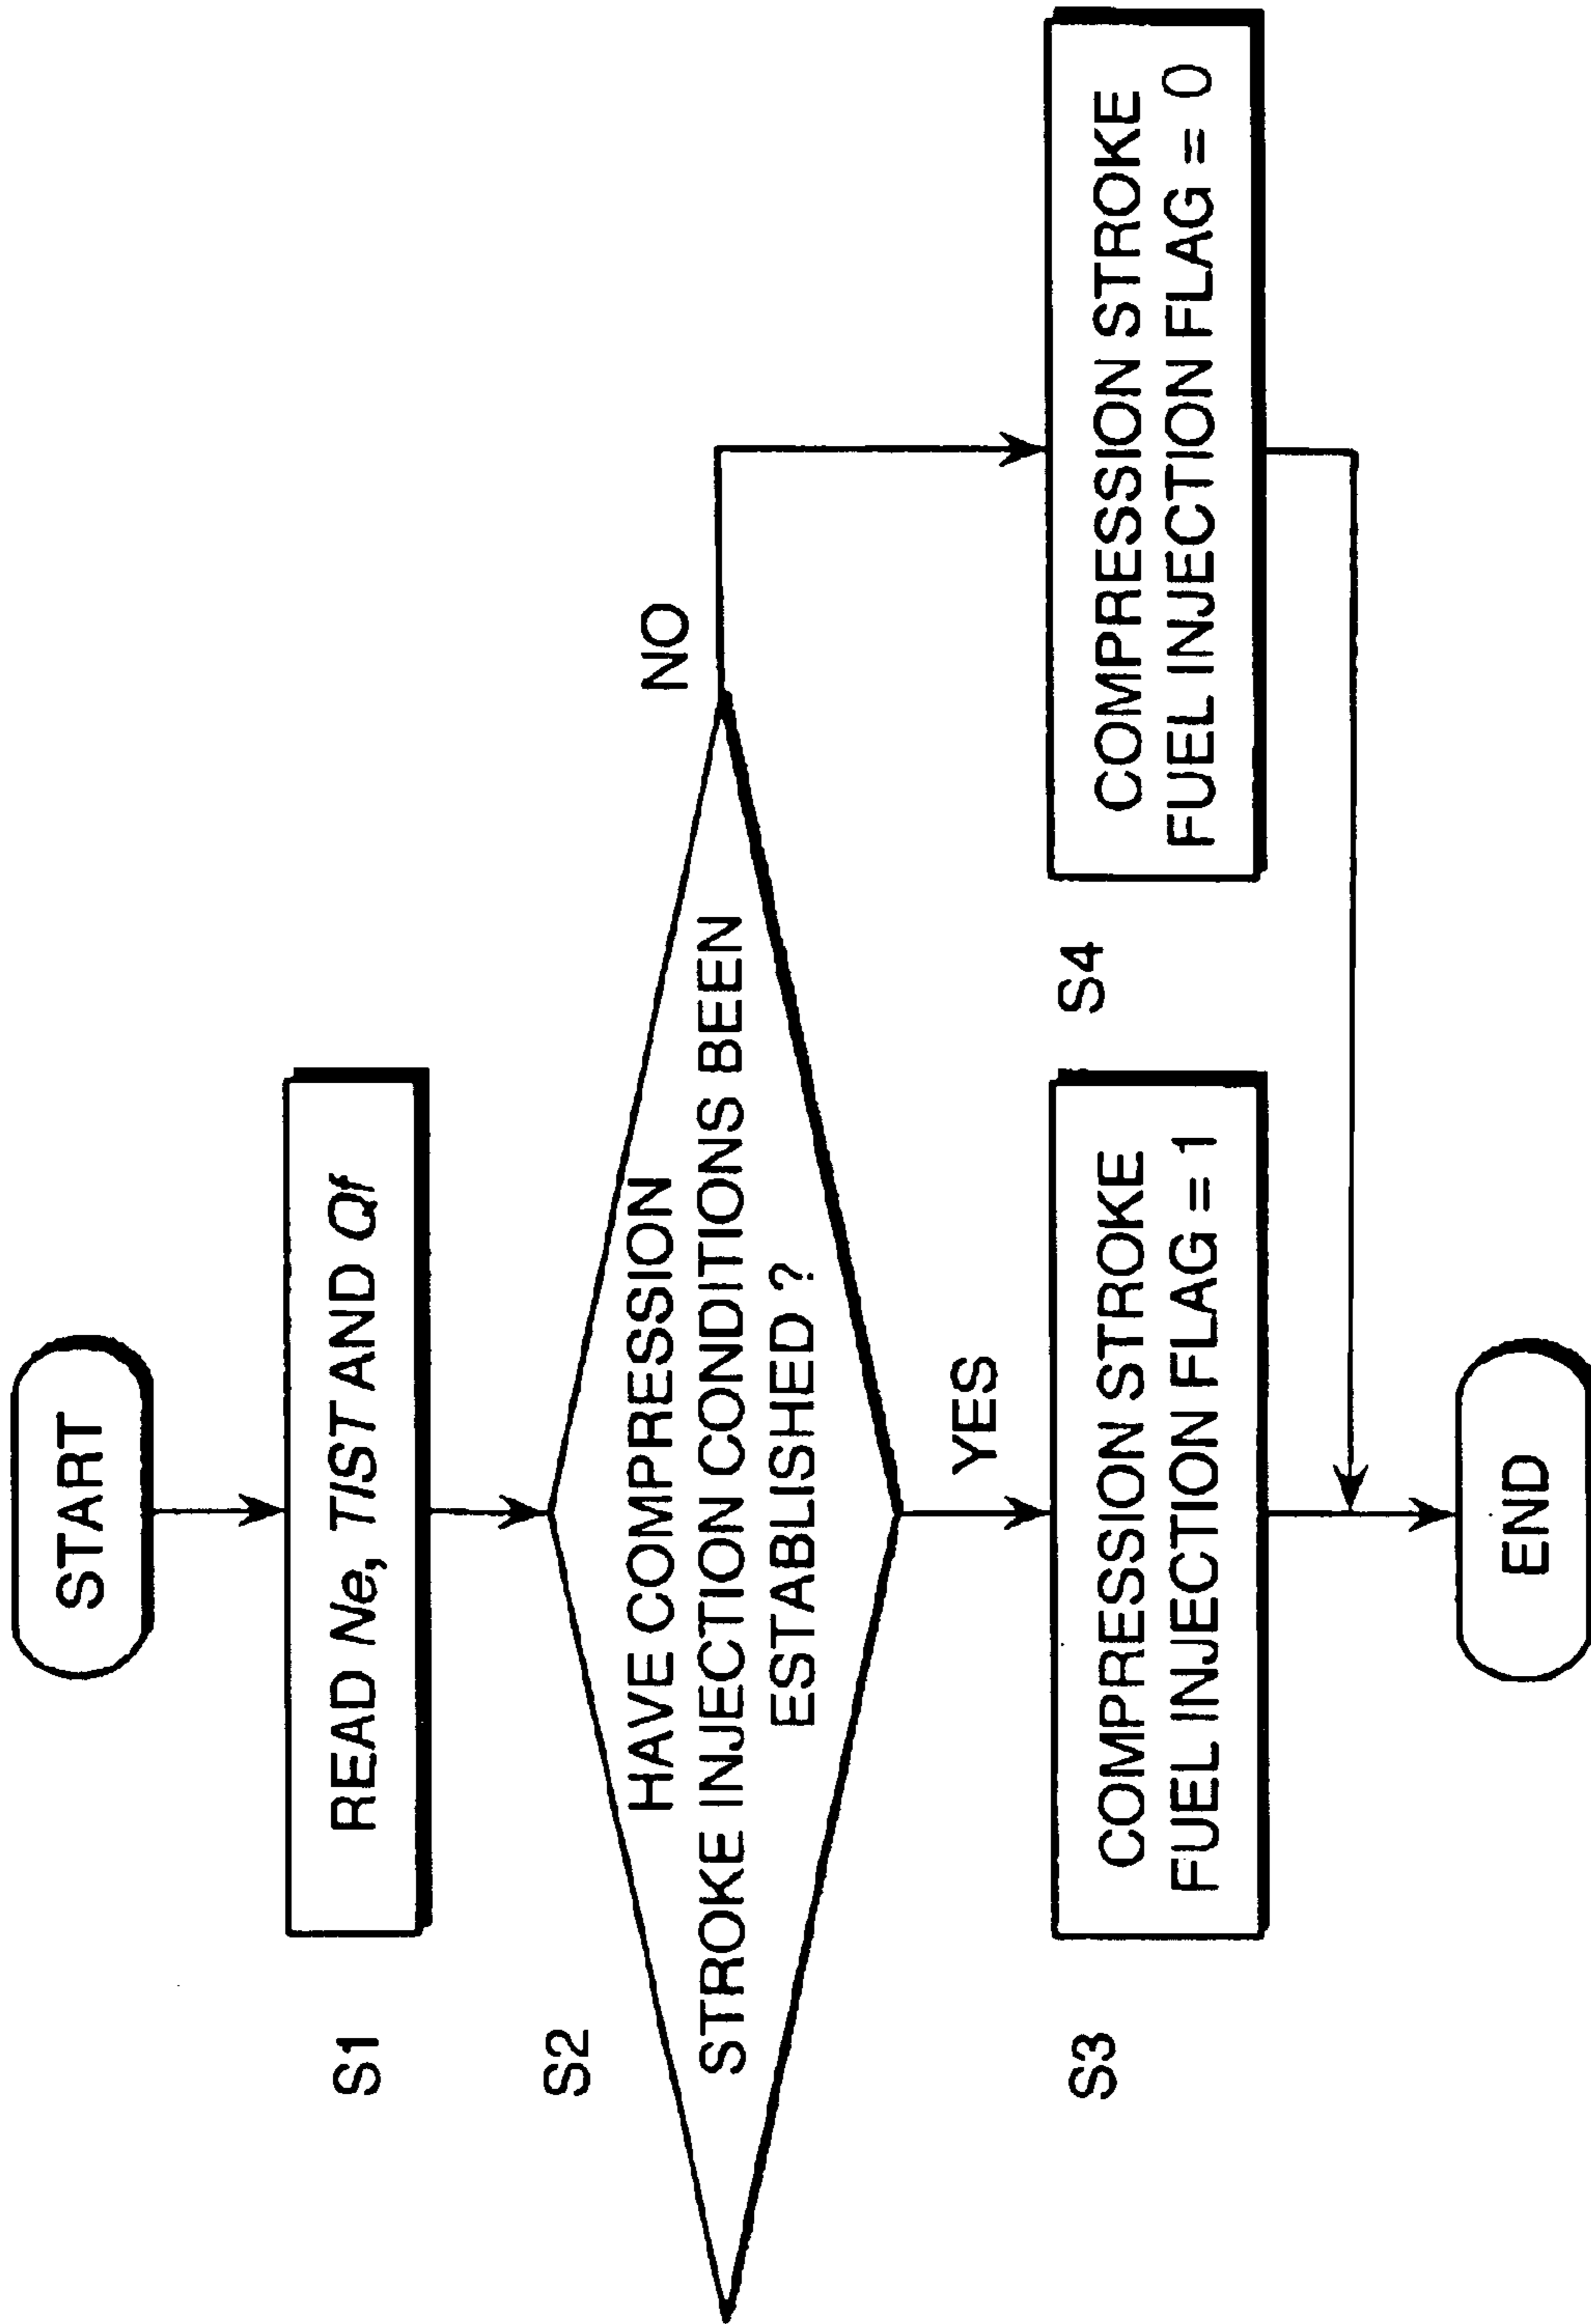 START
S1
READ Ne, TIST AND Qf
S2
HAVE COMPRESSION
STROKE INJECTION CONDITIONS BEEN
ESTABLISHED ?
NO
YES
S3
COMPRESSION STROKE
FUEL INJECTION FLAG = 1
S4
COMPRESSION STROKE
FUEL INJECTION FLAG = 0
END